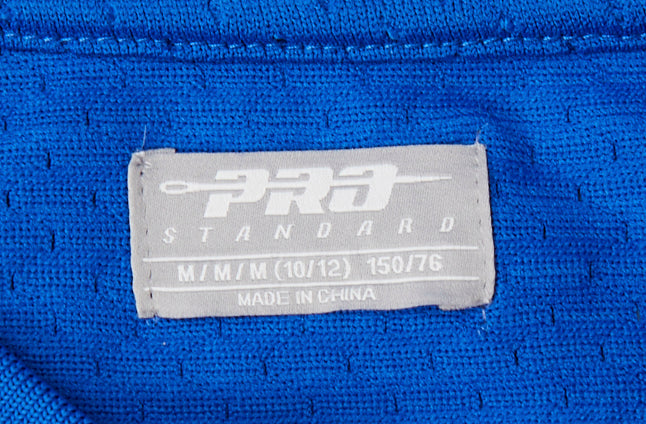 PRO
STANDARD
M/M/M (10/12) 150/76
MADE IN CHINA